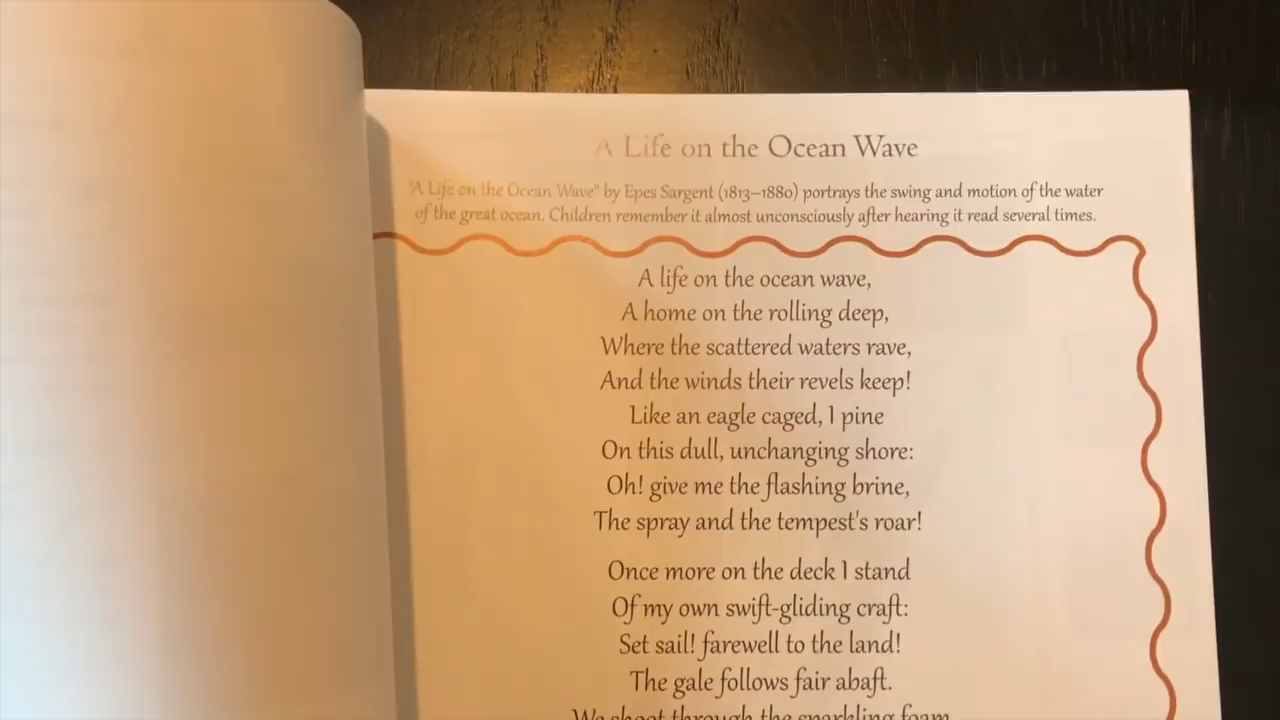 A Life on the Ocean Wave
"A Life on the Ocean Wave" by Epes Sargent (1813–1880) portrays the swing and motion of the water
of the great ocean. Children remember it almost unconsciously after hearing it read several times.
A life on the ocean wave,
A home on the rolling deep,
Where the scattered waters rave,
And the winds their revels keep!
Like an eagle caged, I pine
On this dull, unchanging shore:
Oh! give me the flashing brine,
The spray and the tempest's roar!
Once more on the deck I stand
Of my own swift-gliding craft:
Set sail! farewell to the land!
The gale follows fair abaft.
We shoot through the sparkling foam